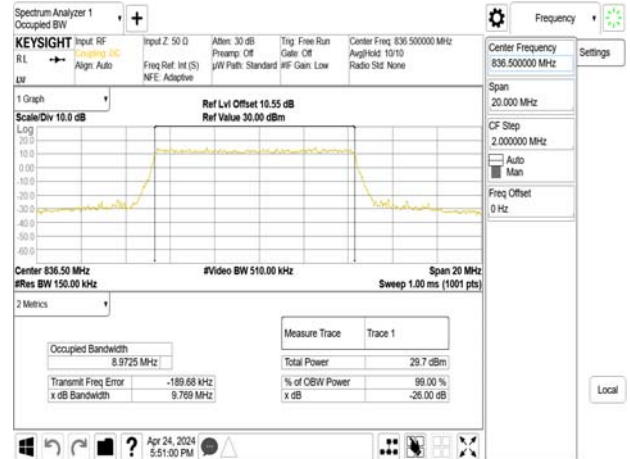 Spectrum Analyzer 1
Occupied BW
Frequency
KEYSIGHT
RL
Input: RF
Coupling: DC
Align: Auto
Input Z: 50 Ω
Freq Ref: Int (S)
NFE: Adaptive
Atten: 30 dB
Preamp: Off
µW Path: Standard
Trig: Free Run
Gate: Off
#IF Gain: Low
Center Freq: 836.500000 MHz
Avg|Hold: 10/10
Radio Std: None
Center Frequency
836.500000 MHz
Settings
Span
20.000 MHz
CF Step
2.000000 MHz
Auto
Man
Freq Offset
0 Hz
Local
1 Graph
Scale/Div 10.0 dB
Ref Lvl Offset 10.55 dB
Ref Value 30.00 dBm
Log
20.0
10.0
0.00
-10.0
-20.0
-30.0
-40.0
-50.0
-60.0
Center 836.50 MHz
#Video BW 510.00 kHz
Span 20 MHz
#Res BW 150.00 kHz
Sweep 1.00 ms (1001 pts)
2 Metrics
Measure Trace Trace 1
Occupied Bandwidth
8.9725 MHz
Total Power 29.7 dBm
Transmit Freq Error -189.68 kHz
% of OBW Power 99.00 %
x dB Bandwidth 9.769 MHz
x dB -26.00 dB
Apr 24, 2024
5:51:00 PM